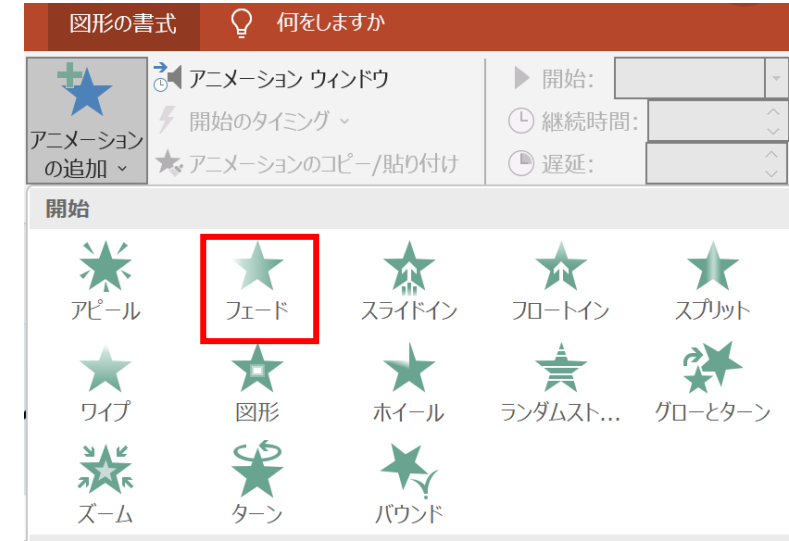 図形の書式 何をしますか
アニメーション
の追加
アニメーション ウィンドウ
開始のタイミング
アニメーションのコピー/貼り付け
開始:
継続時間:
遅延:
開始
アピール フェード スライドイン フロートイン スプリット
ワイプ 図形 ホイール ランダムスト... グローとターン
ズーム ターン バウンド